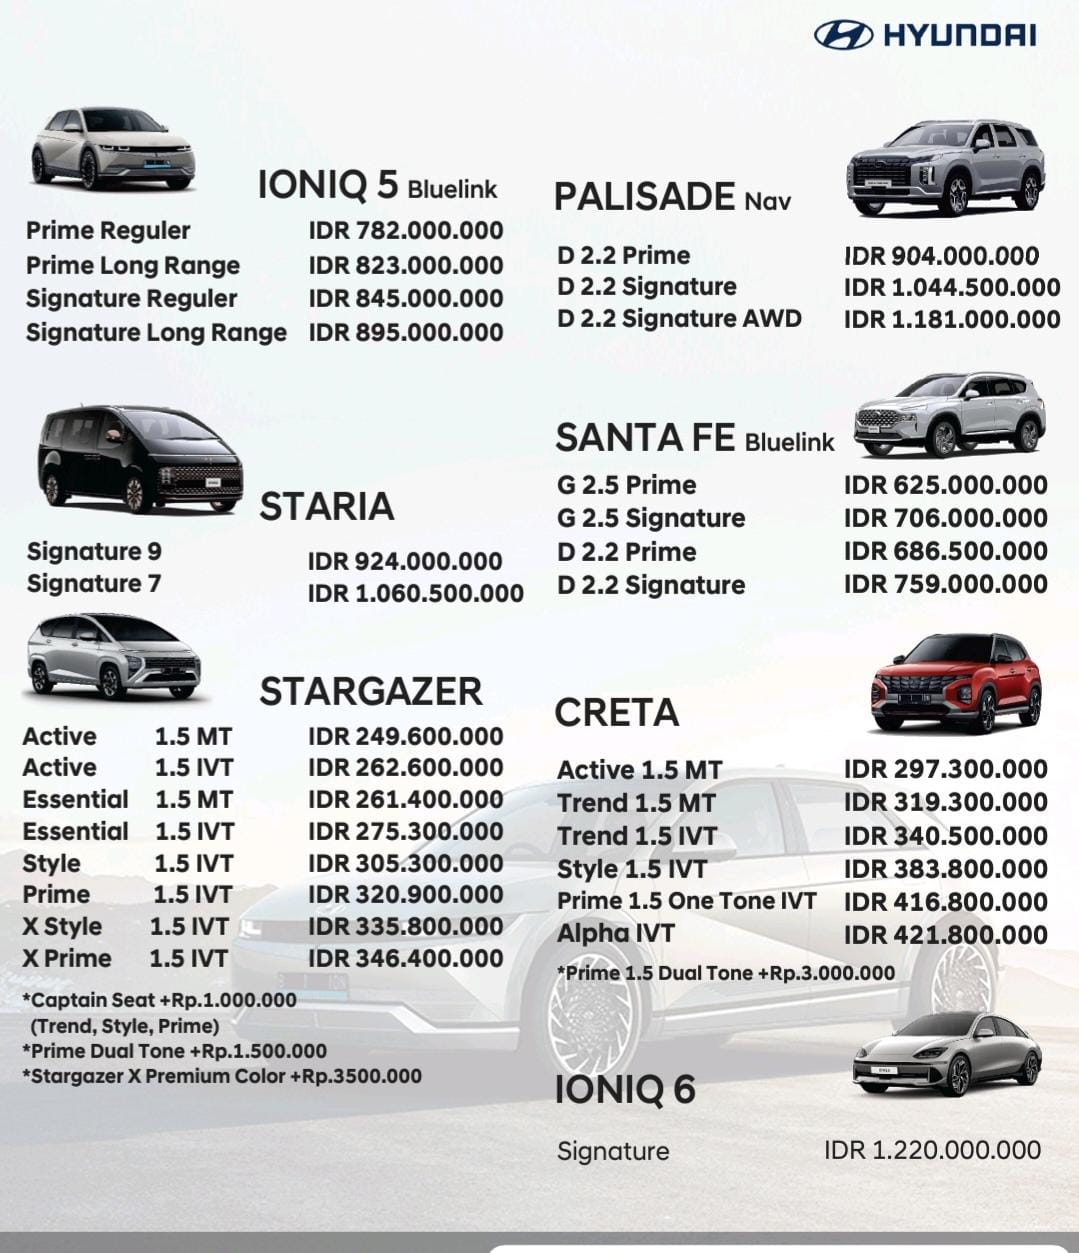 HYUNDAI
IONIQ 5 Bluelink
Prime Reguler IDR 782.000.000
Prime Long Range IDR 823.000.000
Signature Reguler IDR 845.000.000
Signature Long Range IDR 895.000.000
STARIA
Signature 9 IDR 924.000.000
Signature 7 IDR 1.060.500.000
STARGAZER
Active 1.5 MT IDR 249.600.000
Active 1.5 IVT IDR 262.600.000
Essential 1.5 MT IDR 261.400.000
Essential 1.5 IVT IDR 275.300.000
Style 1.5 IVT IDR 305.300.000
Prime 1.5 IVT IDR 320.900.000
X Style 1.5 IVT IDR 335.800.000
X Prime 1.5 IVT IDR 346.400.000
*Captain Seat +Rp.1.000.000
(Trend, Style, Prime)
*Prime Dual Tone +Rp.1.500.000
*Stargazer X Premium Color +Rp.3500.000
PALISADE Nav
D 2.2 Prime IDR 904.000.000
D 2.2 Signature IDR 1.044.500.000
D 2.2 Signature AWD IDR 1.181.000.000
SANTA FE Bluelink
G 2.5 Prime IDR 625.000.000
G 2.5 Signature IDR 706.000.000
D 2.2 Prime IDR 686.500.000
D 2.2 Signature IDR 759.000.000
CRETA
Active 1.5 MT IDR 297.300.000
Trend 1.5 MT IDR 319.300.000
Trend 1.5 IVT IDR 340.500.000
Style 1.5 IVT IDR 383.800.000
Prime 1.5 One Tone IVT IDR 416.800.000
Alpha IVT IDR 421.800.000
*Prime 1.5 Dual Tone +Rp.3.000.000
IONIQ 6
Signature IDR 1.220.000.000